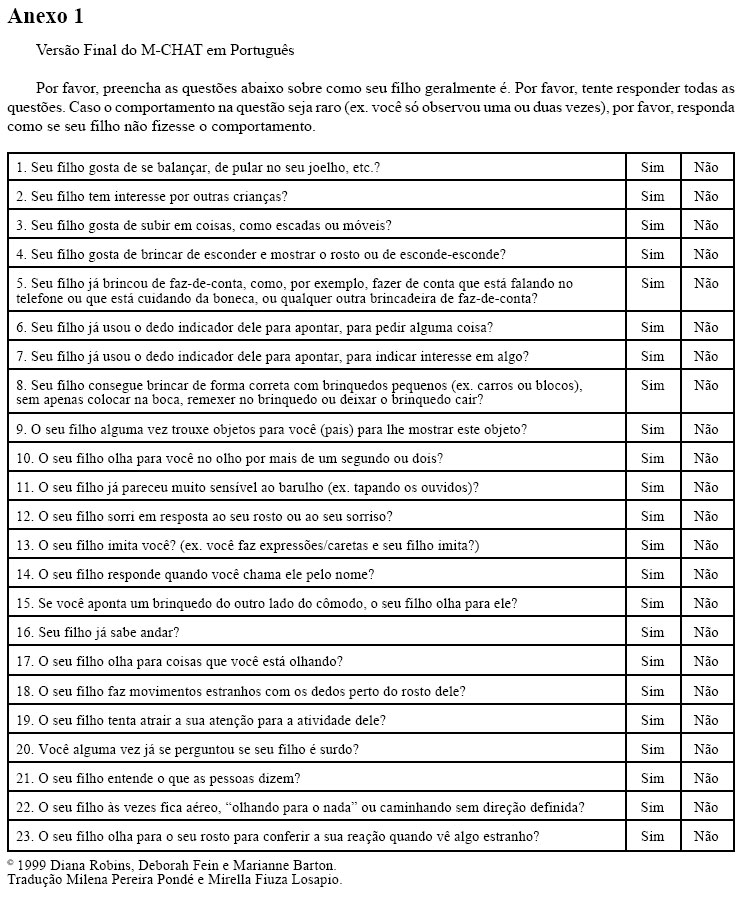 Anexo 1
Versão Final do M-CHAT em Português
Por favor, preencha as questões abaixo sobre como seu filho geralmente é. Por favor, tente responder todas as
questões. Caso o comportamento na questão seja raro (ex. você só observou uma ou duas vezes), por favor, responda
como se seu filho não fizesse o comportamento.
1. Seu filho gosta de se balançar, de pular no seu joelho, etc.? Sim Não
2. Seu filho tem interesse por outras crianças? Sim Não
3. Seu filho gosta de subir em coisas, como escadas ou móveis? Sim Não
4. Seu filho gosta de brincar de esconder e mostrar o rosto ou de esconde-esconde? Sim Não
5. Seu filho já brincou de faz-de-conta, como, por exemplo, fazer de conta que está falando no Sim Não
telefone ou que está cuidando da boneca, ou qualquer outra brincadeira de faz-de-conta?
6. Seu filho já usou o dedo indicador dele para apontar, para pedir alguma coisa? Sim Não
7. Seu filho já usou o dedo indicador dele para apontar, para indicar interesse em algo? Sim Não
8. Seu filho consegue brincar de forma correta com brinquedos pequenos (ex. carros ou blocos), Sim Não
sem apenas colocar na boca, remexer no brinquedo ou deixar o brinquedo cair?
9. O seu filho alguma vez trouxe objetos para você (pais) para lhe mostrar este objeto? Sim Não
10. O seu filho olha para você no olho por mais de um segundo ou dois? Sim Não
11. O seu filho já pareceu muito sensível ao barulho (ex. tapando os ouvidos)? Sim Não
12. O seu filho sorri em resposta ao seu rosto ou ao seu sorriso? Sim Não
13. O seu filho imita você? (ex. você faz expressões/caretas e seu filho imita?) Sim Não
14. O seu filho responde quando você chama ele pelo nome? Sim Não
15. Se você aponta um brinquedo do outro lado do cômodo, o seu filho olha para ele? Sim Não
16. Seu filho já sabe andar? Sim Não
17. O seu filho olha para coisas que você está olhando? Sim Não
18. O seu filho faz movimentos estranhos com os dedos perto do rosto dele? Sim Não
19. O seu filho tenta atrair a sua atenção para a atividade dele? Sim Não
20. Você alguma vez já se perguntou se seu filho é surdo? Sim Não
21. O seu filho entende o que as pessoas dizem? Sim Não
22. O seu filho às vezes fica aéreo, “olhando para o nada” ou caminhando sem direção definida? Sim Não
23. O seu filho olha para o seu rosto para conferir a sua reação quando vê algo estranho? Sim Não
© 1999 Diana Robins, Deborah Fein e Marianne Barton.
Tradução Milena Pereira Pondé e Mirella Fiuza Losapio.